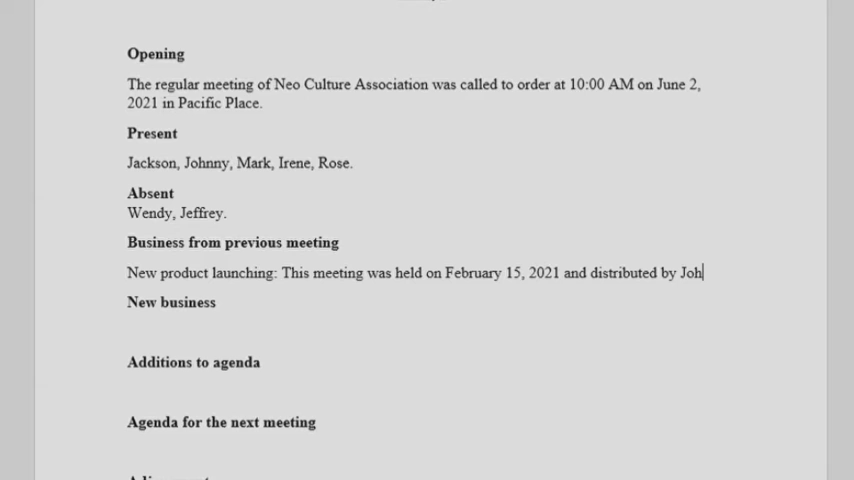 Opening
The regular meeting of Neo Culture Association was called to order at 10:00 AM on June 2,
2021 in Pacific Place.
Present
Jackson, Johnny, Mark, Irene, Rose.
Absent
Wendy, Jeffrey.
Business from previous meeting
New product launching: This meeting was held on February 15, 2021 and distributed by Joh
New business
Additions to agenda
Agenda for the next meeting